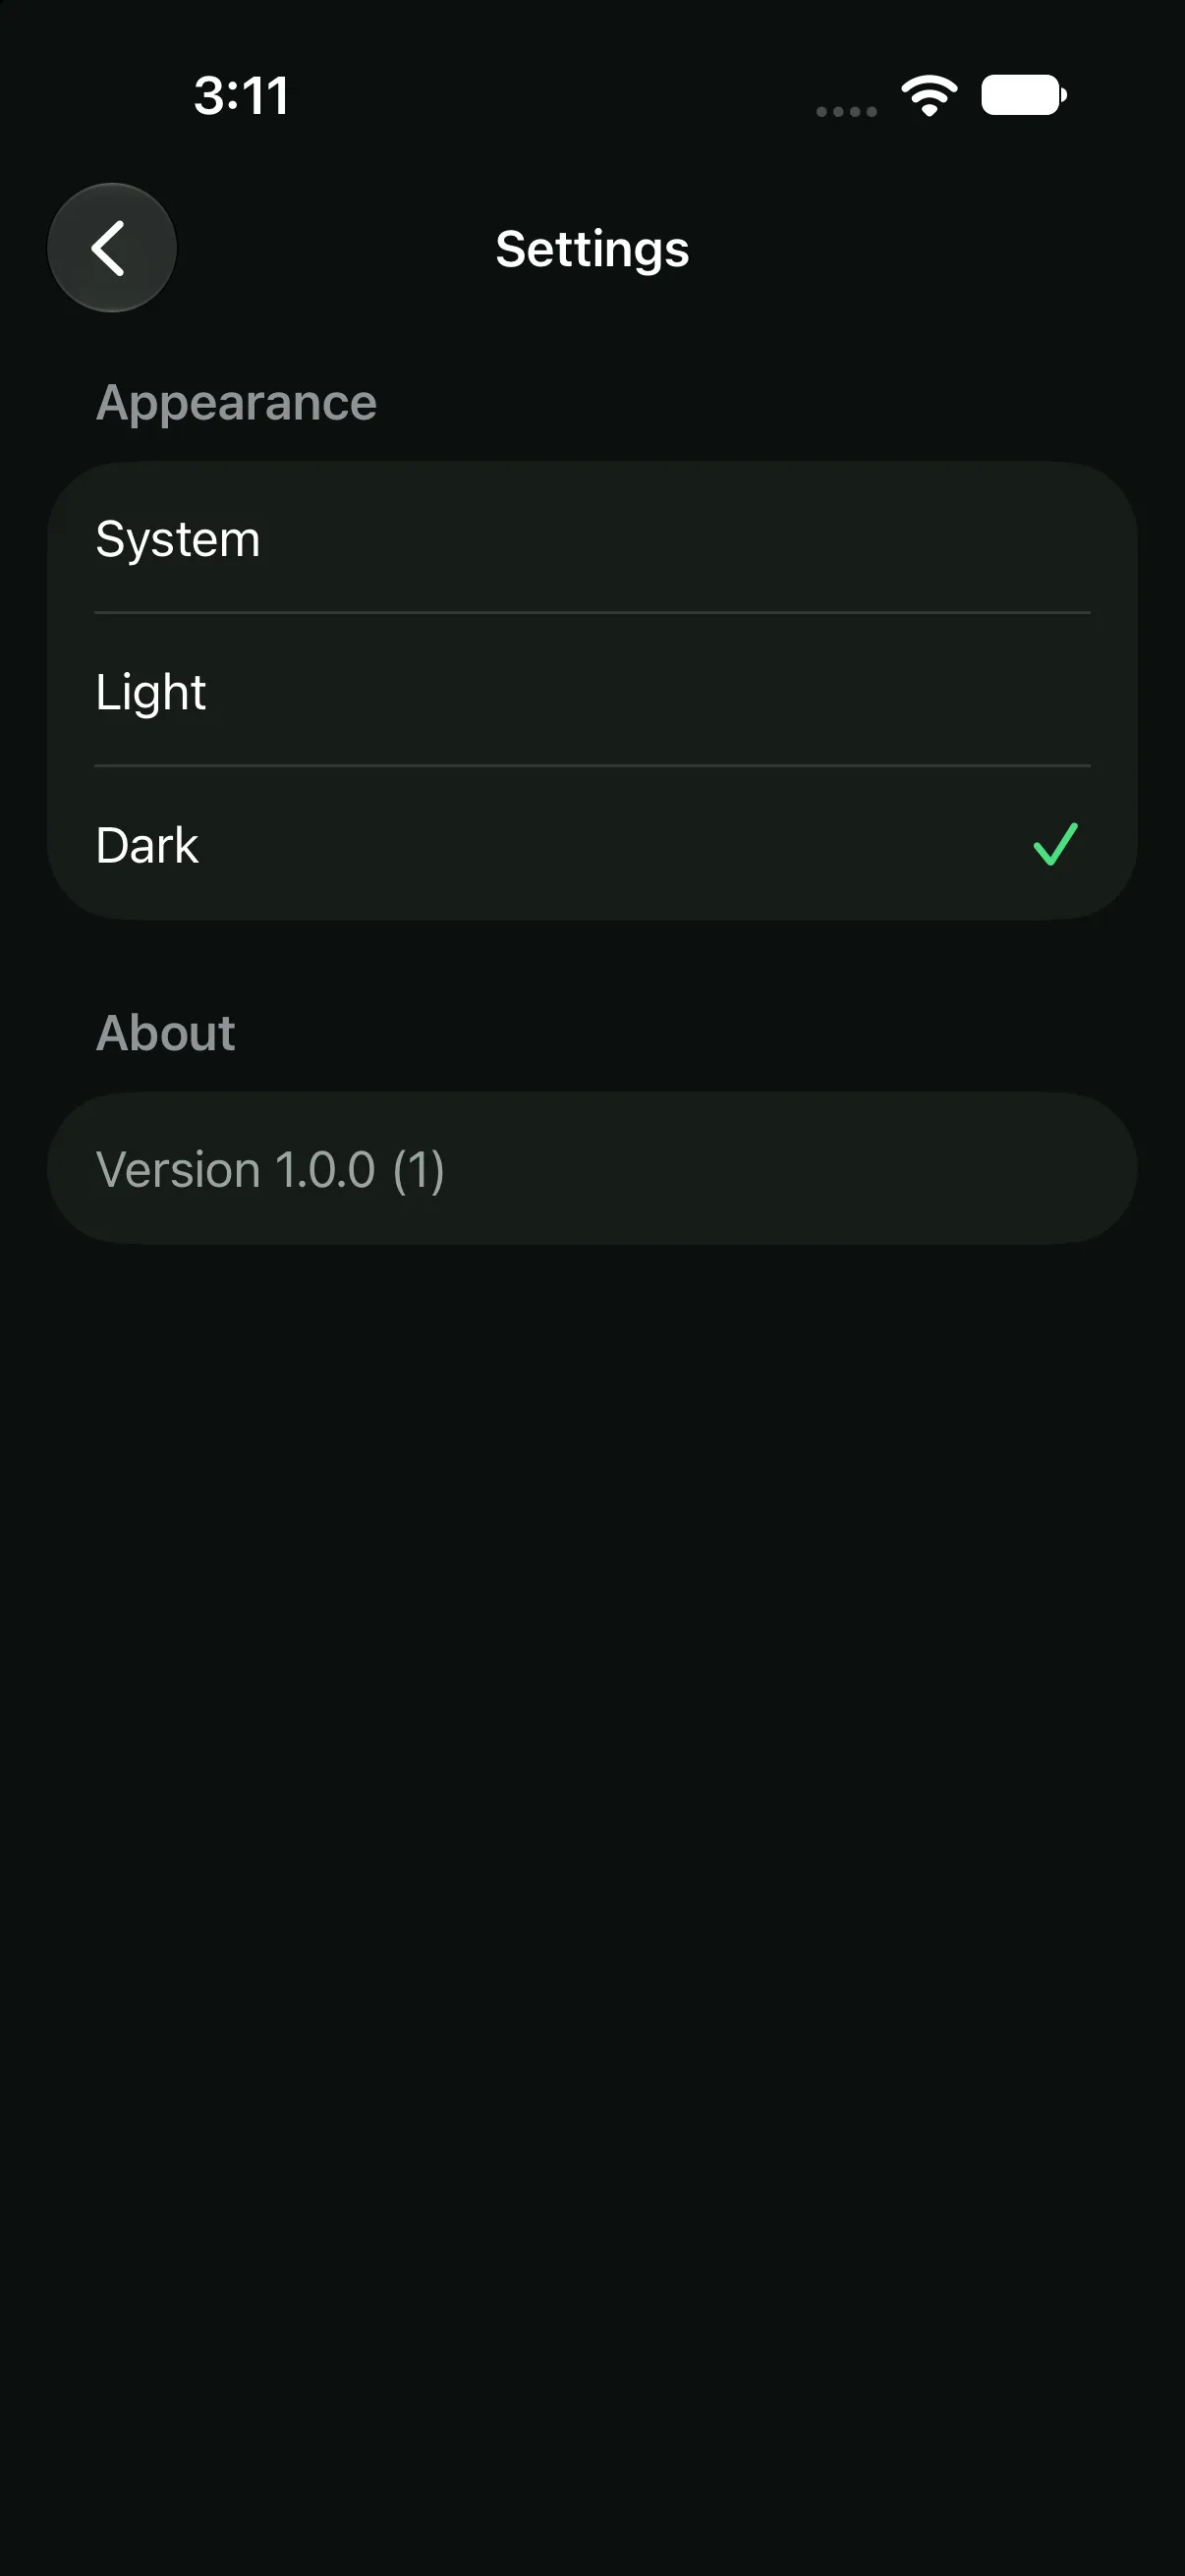 3:11
Settings
Appearance
System
Light
Dark
About
Version 1.0.0 (1)